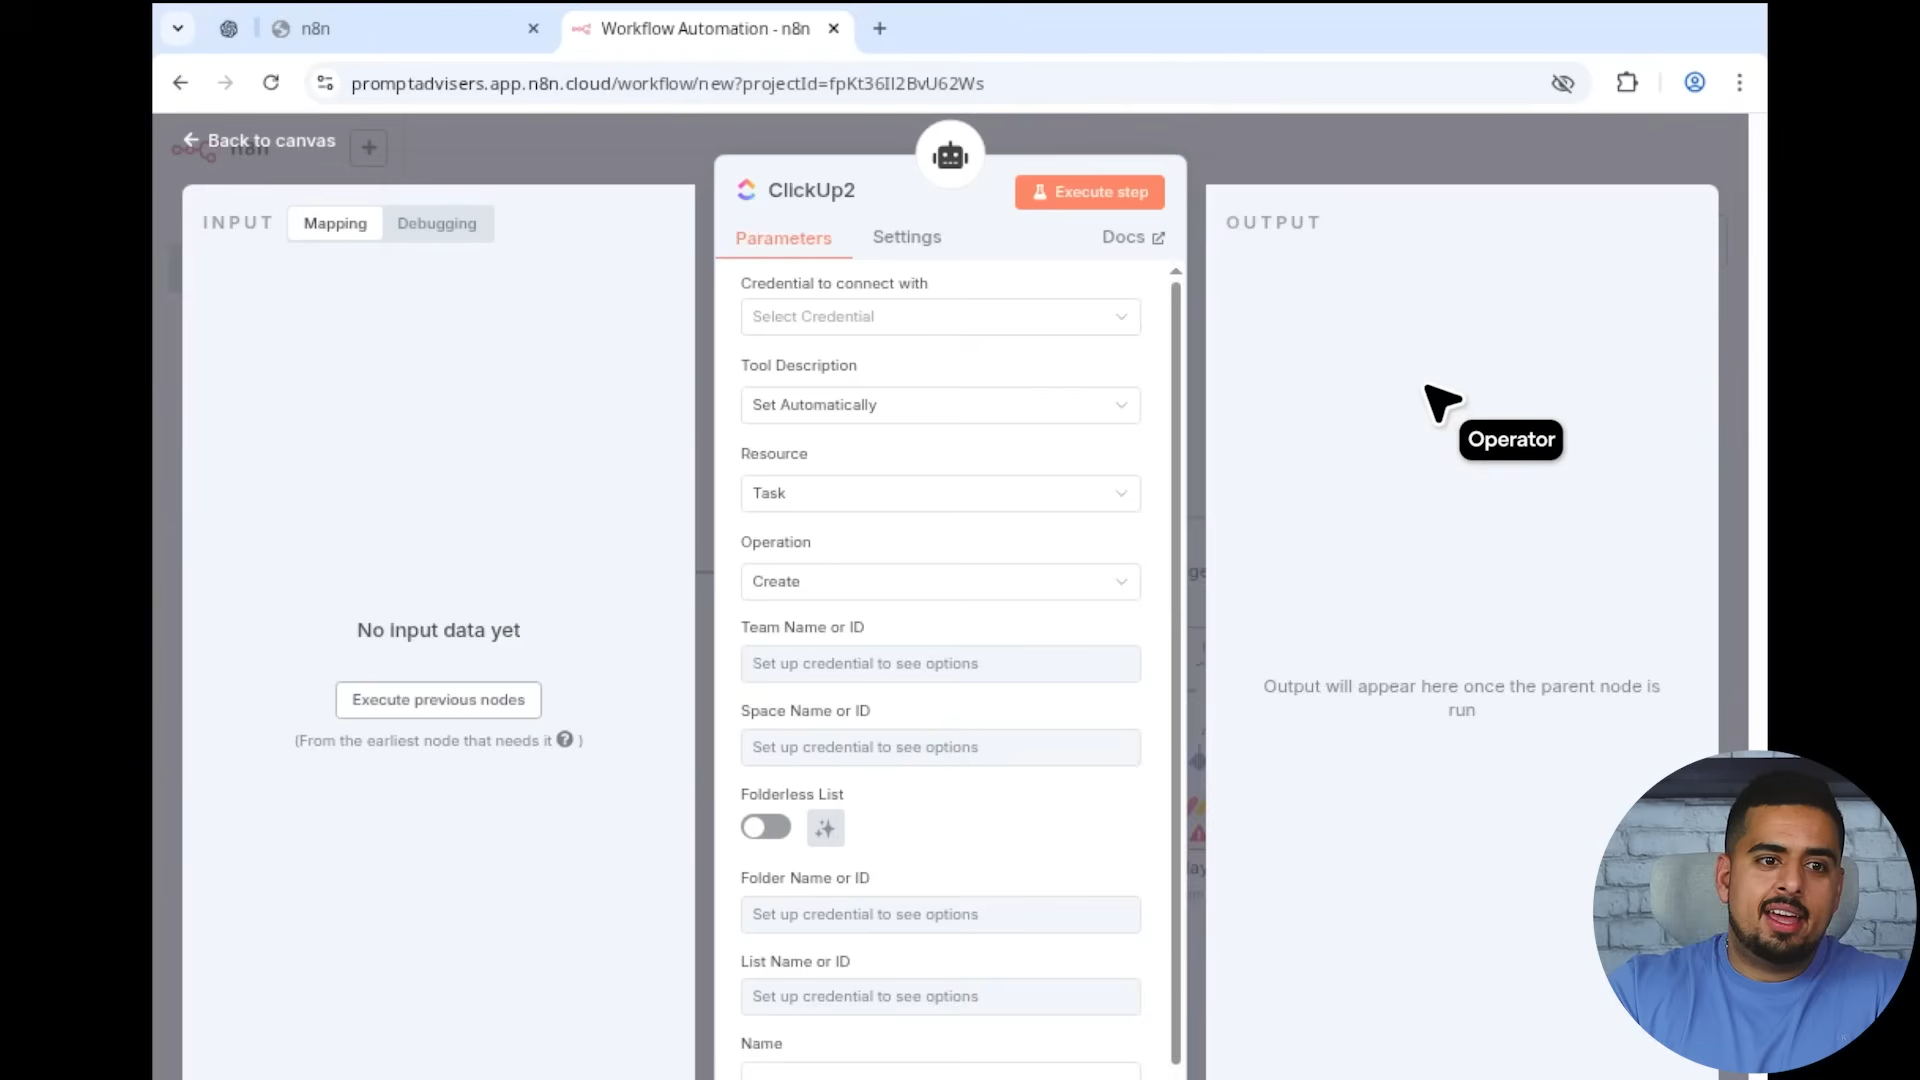 n8n
Workflow Automation - n8n
promptadvisers.app.n8n.cloud/workflow/new?projectId=fpKt36Il2BvU62Ws
Back to canvas
n8n
ClickUp2
Execute step
INPUT
Mapping
Debugging
Parameters
Settings
Docs
OUTPUT
Credential to connect with
Select Credential
Tool Description
Set Automatically
Operator
Resource
Task
Operation
Create
Team Name or ID
Set up credential to see options
No input data yet
Execute previous nodes
(From the earliest node that needs it ? )
Output will appear here once the parent node is
run
Space Name or ID
Set up credential to see options
Folderless List
Folder Name or ID
Set up credential to see options
List Name or ID
Set up credential to see options
Name